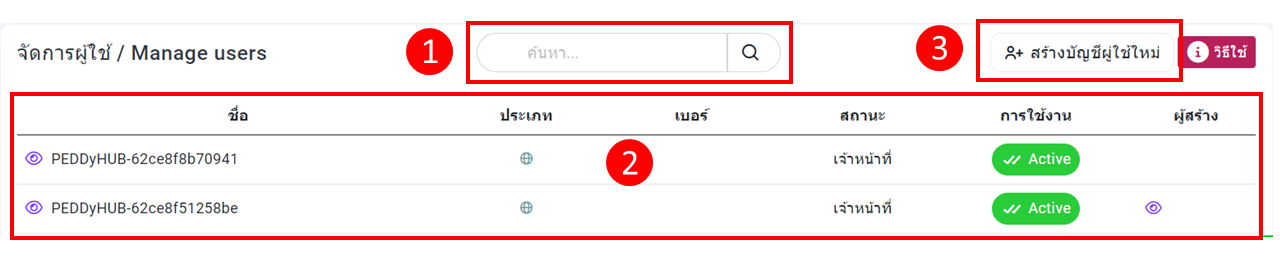 จัดการผู้ใช้ / Manage users
1
ค้นหา...
3
สร้างบัญชีผู้ใช้ใหม่
i วิธีใช้
ชื่อ ประเภท เบอร์ สถานะ การใช้งาน ผู้สร้าง
PEDDyHUB-62ce8f8b70941 เจ้าหน้าที่ Active
2
PEDDyHUB-62ce8f51258be เจ้าหน้าที่ Active